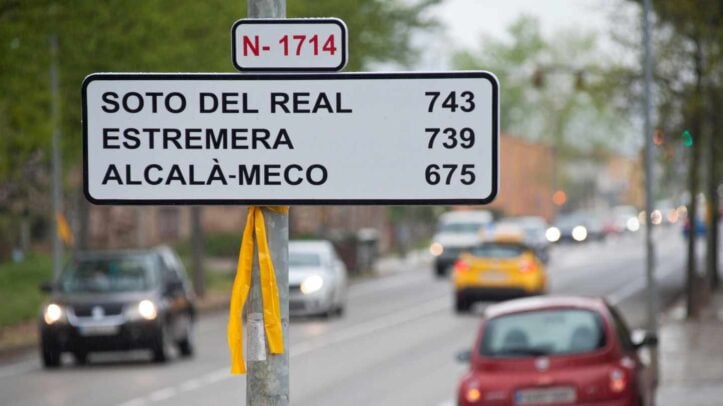 N- 1714
SOTO DEL REAL 743
ESTREMERA 739
ALCALÀ-MECO 675